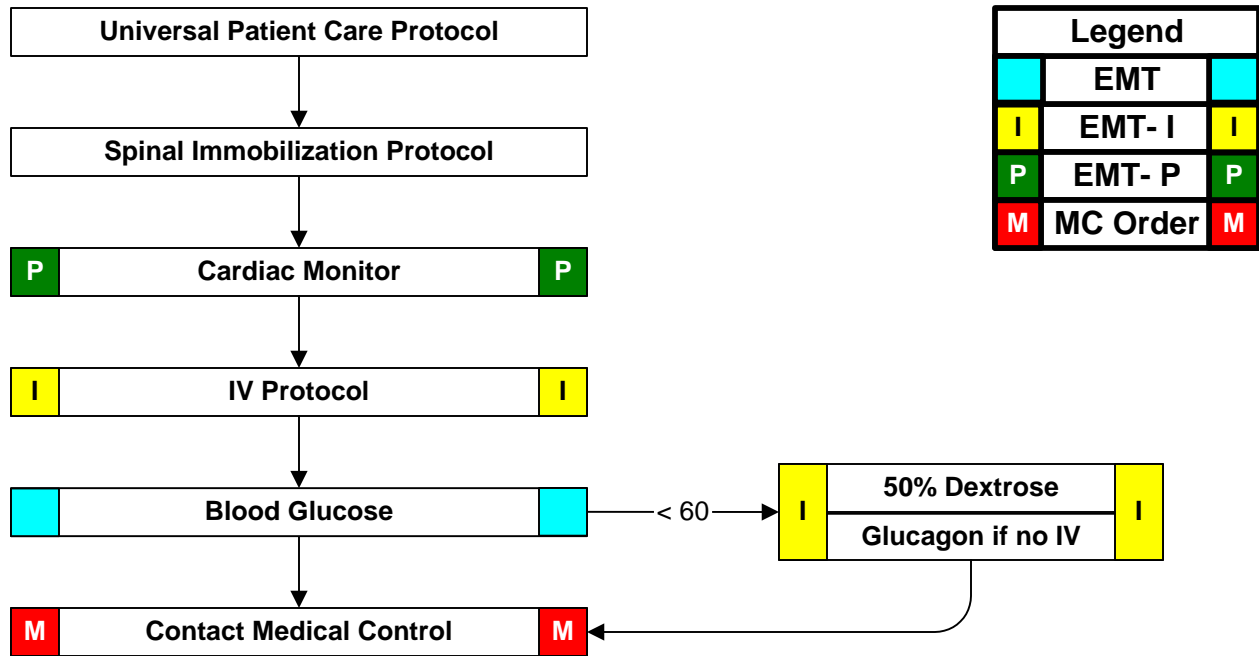 Universal Patient Care Protocol
Legend
EMT
Spinal Immobilization Protocol
I EMT- I I
P EMT- P P
M MC Order M
P Cardiac Monitor P
I IV Protocol I
I 50% Dextrose I
Glucagon if no IV
Blood Glucose < 60
M Contact Medical Control M